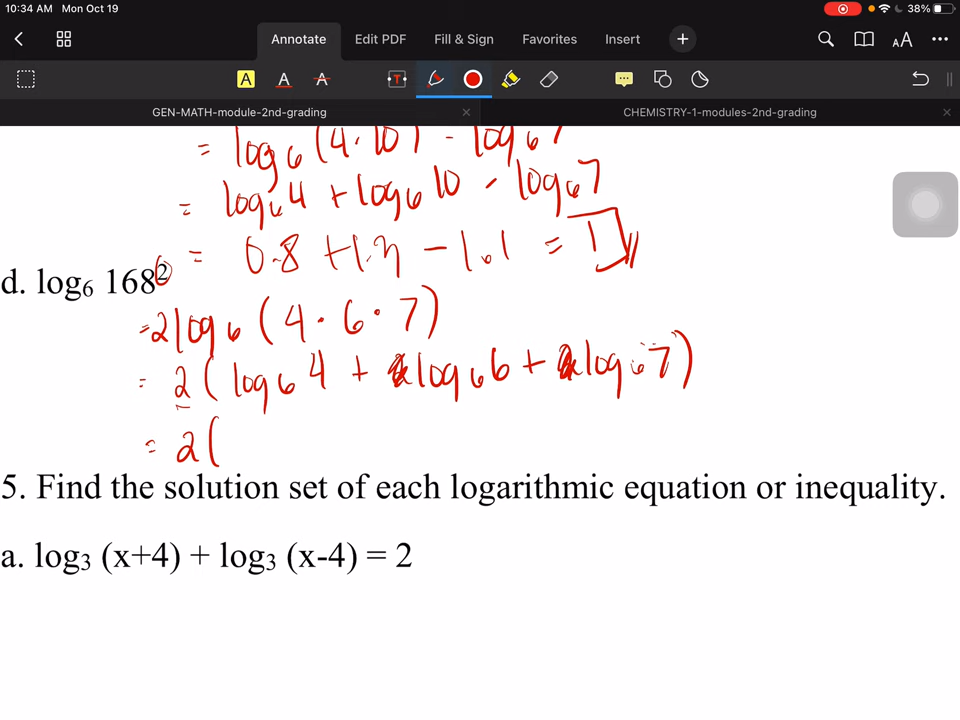 10:34 AM Mon Oct 19
38%
Annotate Edit PDF Fill & Sign Favorites Insert
A A A T
GEN-MATH-module-2nd-grading
CHEMISTRY-1-modules-2nd-grading
= log₆ (4·10) - log₆ 7
= log₆ 4 + log₆ 10 - log₆ 7
= 0.8 + 1.3 - 1.1 = 1
d. log₆ 168²
= 2 log₆ (4 · 6 · 7)
= 2 (log₆ 4 + log₆ 6 + log₆ 7)
= 2 (
5. Find the solution set of each logarithmic equation or inequality.
a. log₃ (x+4) + log₃ (x-4) = 2